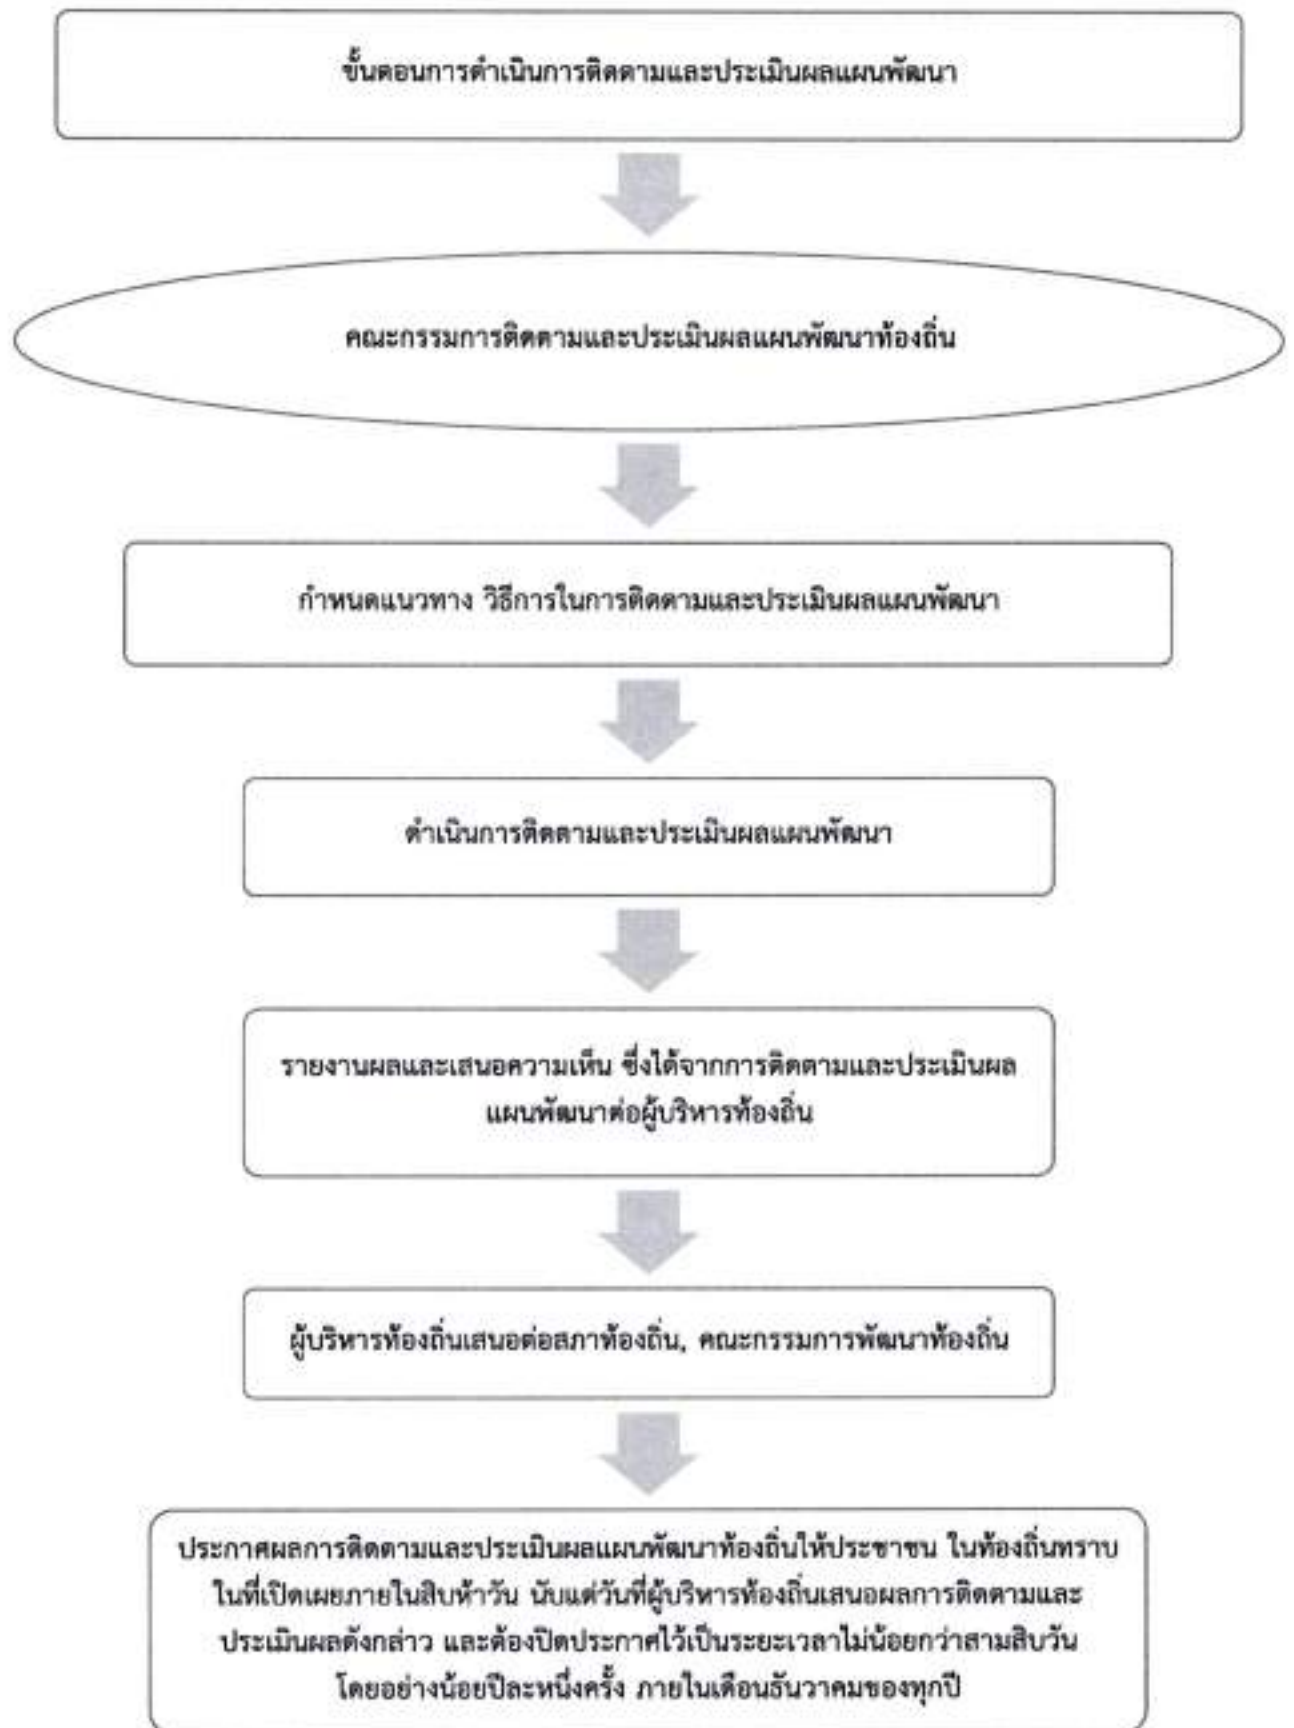 ขั้นตอนการดำเนินการติดตามและประเมินผลแผนพัฒนา
คณะกรรมการติดตามและประเมินผลแผนพัฒนาท้องถิ่น
กำหนดแนวทาง วิธีการในการติดตามและประเมินผลแผนพัฒนา
ดำเนินการติดตามและประเมินผลแผนพัฒนา
รายงานผลและเสนอความเห็น ซึ่งได้จากการติดตามและประเมินผล
แผนพัฒนาต่อผู้บริหารท้องถิ่น
ผู้บริหารท้องถิ่นเสนอต่อสภาท้องถิ่น, คณะกรรมการพัฒนาท้องถิ่น
ประกาศผลการติดตามและประเมินผลแผนพัฒนาท้องถิ่นให้ประชาชน ในท้องถิ่นทราบ
ในที่เปิดเผยภายในสิบห้าวัน นับแต่วันที่ผู้บริหารท้องถิ่นเสนอผลการติดตามและ
ประเมินผลดังกล่าว และต้องปิดประกาศไว้เป็นระยะเวลาไม่น้อยกว่าสามสิบวัน
โดยอย่างน้อยปีละหนึ่งครั้ง ภายในเดือนธันวาคมของทุกปี